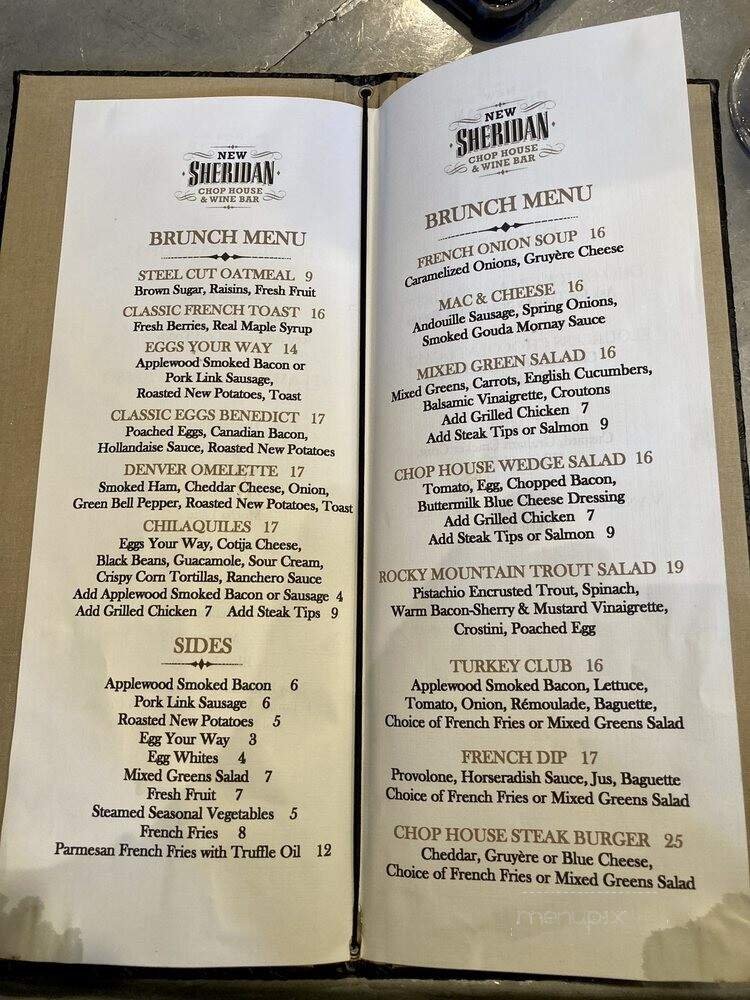 NEW
SHERIDAN
CHOP HOUSE
& WINE BAR
BRUNCH MENU
STEEL CUT OATMEAL 9
Brown Sugar, Raisins, Fresh Fruit
CLASSIC FRENCH TOAST 16
Fresh Berries, Real Maple Syrup
EGGS YOUR WAY 14
Applewood Smoked Bacon or
Pork Link Sausage,
Roasted New Potatoes, Toast
CLASSIC EGGS BENEDICT 17
Poached Eggs, Canadian Bacon,
Hollandaise Sauce, Roasted New Potatoes
DENVER OMELETTE 17
Smoked Ham, Cheddar Cheese, Onion,
Green Bell Pepper, Roasted New Potatoes, Toast
CHILAQUILES 17
Eggs Your Way, Cotija Cheese,
Black Beans, Guacamole, Sour Cream,
Crispy Corn Tortillas, Ranchero Sauce
Add Applewood Smoked Bacon or Sausage 4
Add Grilled Chicken 7 Add Steak Tips 9
SIDES
Applewood Smoked Bacon 6
Pork Link Sausage 6
Roasted New Potatoes 5
Egg Your Way 3
Egg Whites 4
Mixed Greens Salad 7
Fresh Fruit 7
Steamed Seasonal Vegetables 5
French Fries 8
Parmesan French Fries with Truffle Oil 12
NEW
SHERIDAN
CHOP HOUSE
& WINE BAR
BRUNCH MENU
FRENCH ONION SOUP 16
Caramelized Onions, Gruyère Cheese
MAC & CHEESE 16
Andouille Sausage, Spring Onions,
Smoked Gouda Mornay Sauce
MIXED GREEN SALAD 16
Mixed Greens, Carrots, English Cucumbers,
Balsamic Vinaigrette, Croutons
Add Grilled Chicken 7
Add Steak Tips or Salmon 9
CHOP HOUSE WEDGE SALAD 16
Tomato, Egg, Chopped Bacon,
Buttermilk Blue Cheese Dressing
Add Grilled Chicken 7
Add Steak Tips or Salmon 9
ROCKY MOUNTAIN TROUT SALAD 19
Pistachio Encrusted Trout, Spinach,
Warm Bacon-Sherry & Mustard Vinaigrette,
Crostini, Poached Egg
TURKEY CLUB 16
Applewood Smoked Bacon, Lettuce,
Tomato, Onion, Rémoulade, Baguette,
Choice of French Fries or Mixed Greens Salad
FRENCH DIP 17
Provolone, Horseradish Sauce, Jus, Baguette
Choice of French Fries or Mixed Greens Salad
CHOP HOUSE STEAK BURGER 25
Cheddar, Gruyère or Blue Cheese,
Choice of French Fries or Mixed Greens Salad
menupix